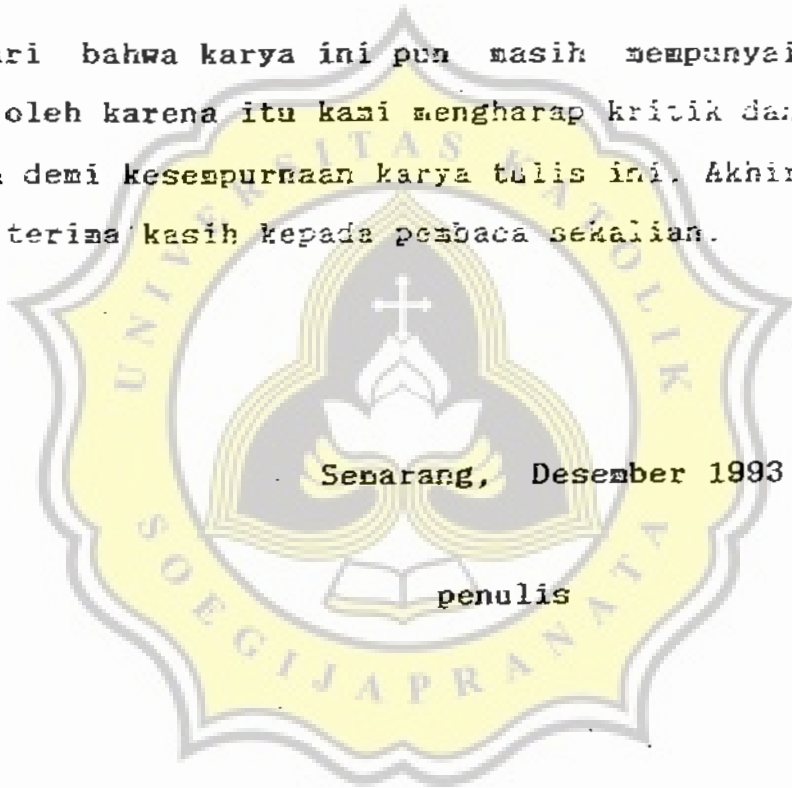 ri bahwa karya ini pun masih mempunyai
oleh karena itu kami mengharap kritik dan
demi kesempurnaan karya tulis ini. Akhir
terima kasih kepada pembaca sekalian.
UNIVERSITAS KATOLIK
Semarang, Desember 1993
penulis
SOEGIJAPRANATA